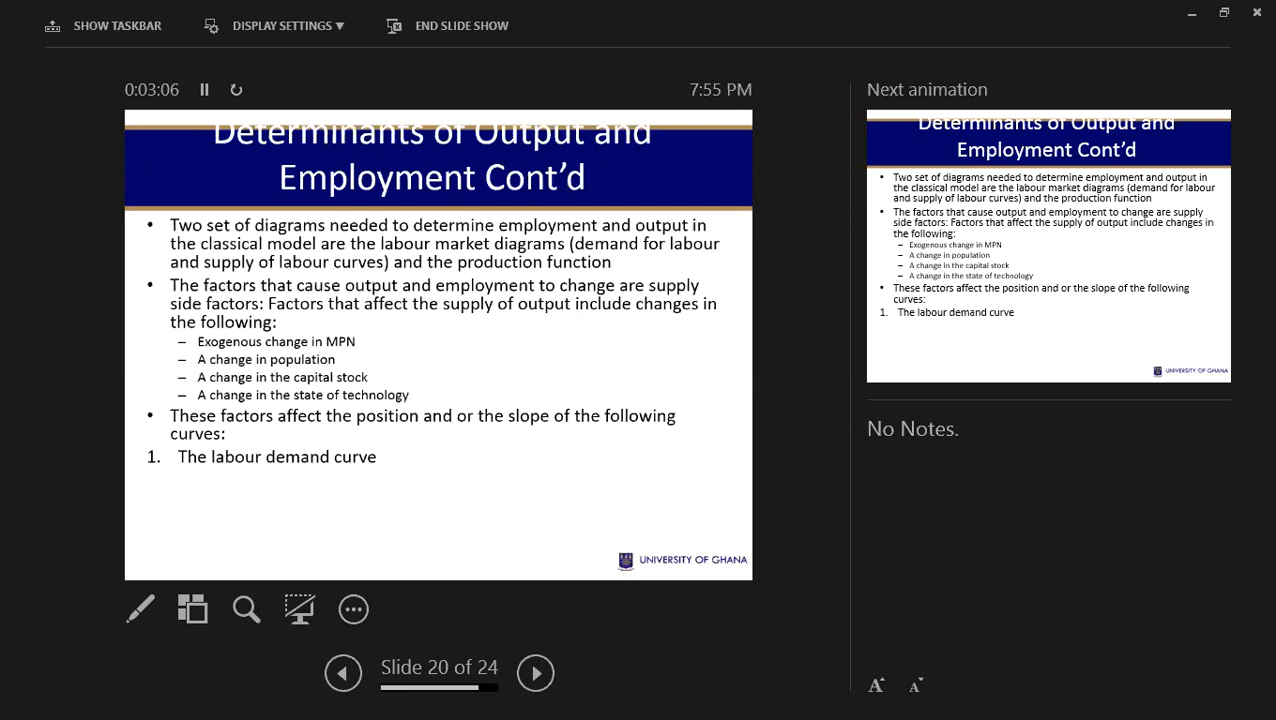 SHOW TASKBAR
DISPLAY SETTINGS ▼
END SLIDE SHOW
0:03:06
7:55 PM
Determinants of Output and
Employment Cont’d
• Two set of diagrams needed to determine employment and output in
the classical model are the labour market diagrams (demand for labour
and supply of labour curves) and the production function
• The factors that cause output and employment to change are supply
side factors: Factors that affect the supply of output include changes in
the following:
– Exogenous change in MPN
– A change in population
– A change in the capital stock
– A change in the state of technology
• These factors affect the position and or the slope of the following
curves:
1. The labour demand curve
UNIVERSITY OF GHANA
Slide 20 of 24
Next animation
Determinants of Output and
Employment Cont’d
• Two set of diagrams needed to determine employment and output in
the classical model are the labour market diagrams (demand for labour
and supply of labour curves) and the production function
• The factors that cause output and employment to change are supply
side factors: Factors that affect the supply of output include changes in
the following:
– Exogenous change in MPN
– A change in population
– A change in the capital stock
– A change in the state of technology
• These factors affect the position and or the slope of the following
curves:
1. The labour demand curve
UNIVERSITY OF GHANA
No Notes.
A A